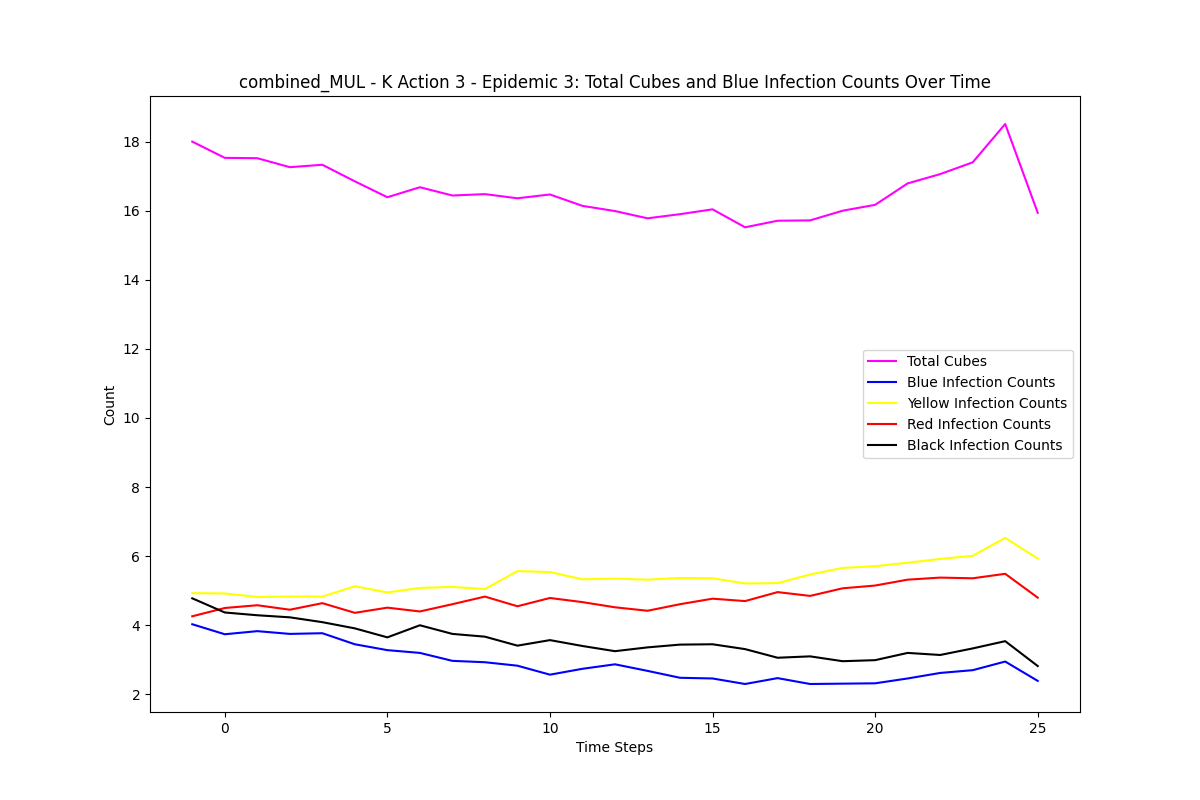 combined_MUL - K Action 3 - Epidemic 3: Total Cubes and Blue Infection Counts Over Time
18
16
14
12
10
8
6
4
2
Count
Total Cubes
Blue Infection Counts
Yellow Infection Counts
Red Infection Counts
Black Infection Counts
0 5 10 15 20 25
Time Steps